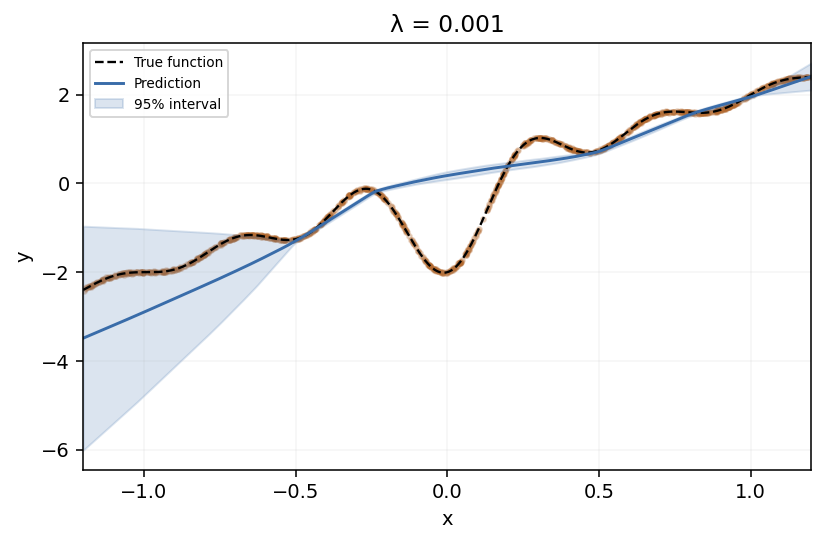 λ = 0.001
True function
Prediction
95% interval
y
2
0
−2
−4
−6
−1.0 −0.5 0.0 0.5 1.0
x